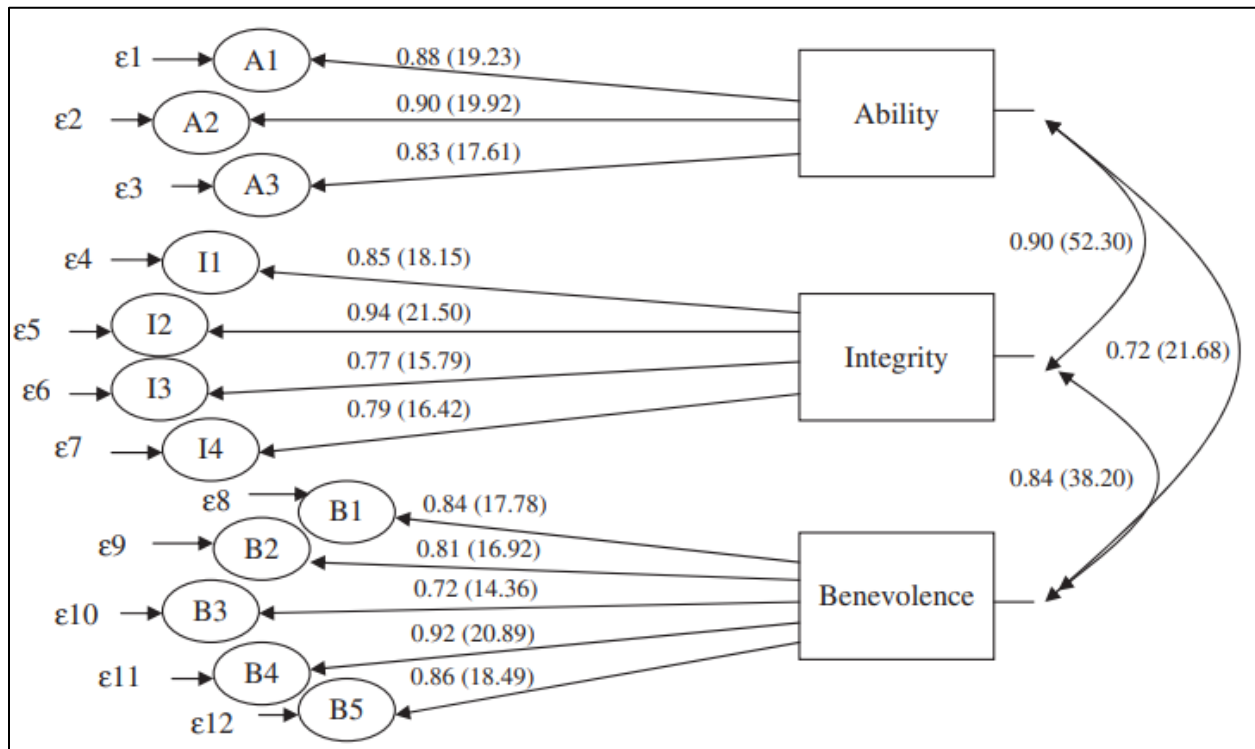 ε1
A1
0.88 (19.23)
Ability
ε2
A2
0.90 (19.92)
ε3
A3
0.83 (17.61)
0.90 (52.30)
ε4
I1
0.85 (18.15)
ε5
I2
0.94 (21.50)
Integrity
0.72 (21.68)
ε6
I3
0.77 (15.79)
ε7
I4
0.79 (16.42)
0.84 (38.20)
ε8
B1
0.84 (17.78)
ε9
B2
0.81 (16.92)
ε10
B3
0.72 (14.36)
Benevolence
ε11
B4
0.92 (20.89)
ε12
B5
0.86 (18.49)